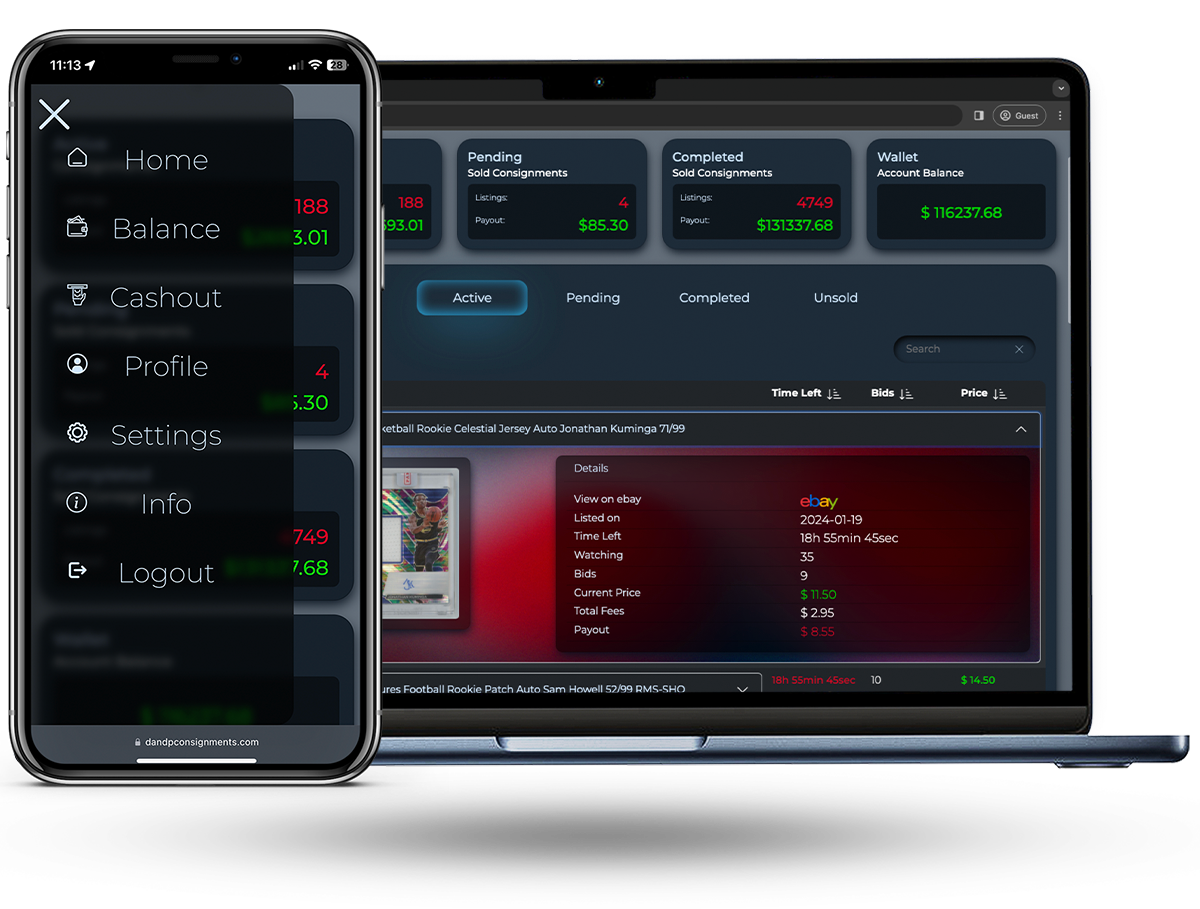 11:13
28
Home
188
Balance
3.01
Cashout
Profile
4
5.30
Settings
Info
749
Logout
7.68
dandpconsignments.com
Guest
188
593.01
Pending
Sold Consignments
Listings:
4
Payout:
$85.30
Completed
Sold Consignments
Listings:
4749
Payout:
$131337.68
Wallet
Account Balance
$ 116237.68
Active
Pending
Completed
Unsold
Search
Time Left
Bids
Price
ketball Rookie Celestial Jersey Auto Jonathan Kuminga 71/99
Details
View on ebay
ebay
Listed on
2024-01-19
Time Left
18h 55min 45sec
Watching
35
Bids
9
Current Price
$ 11.50
Total Fees
$ 2.95
Payout
$ 8.55
ures Football Rookie Patch Auto Sam Howell 52/99 RMS-SHO
18h 55min 45sec
10
$ 14.50